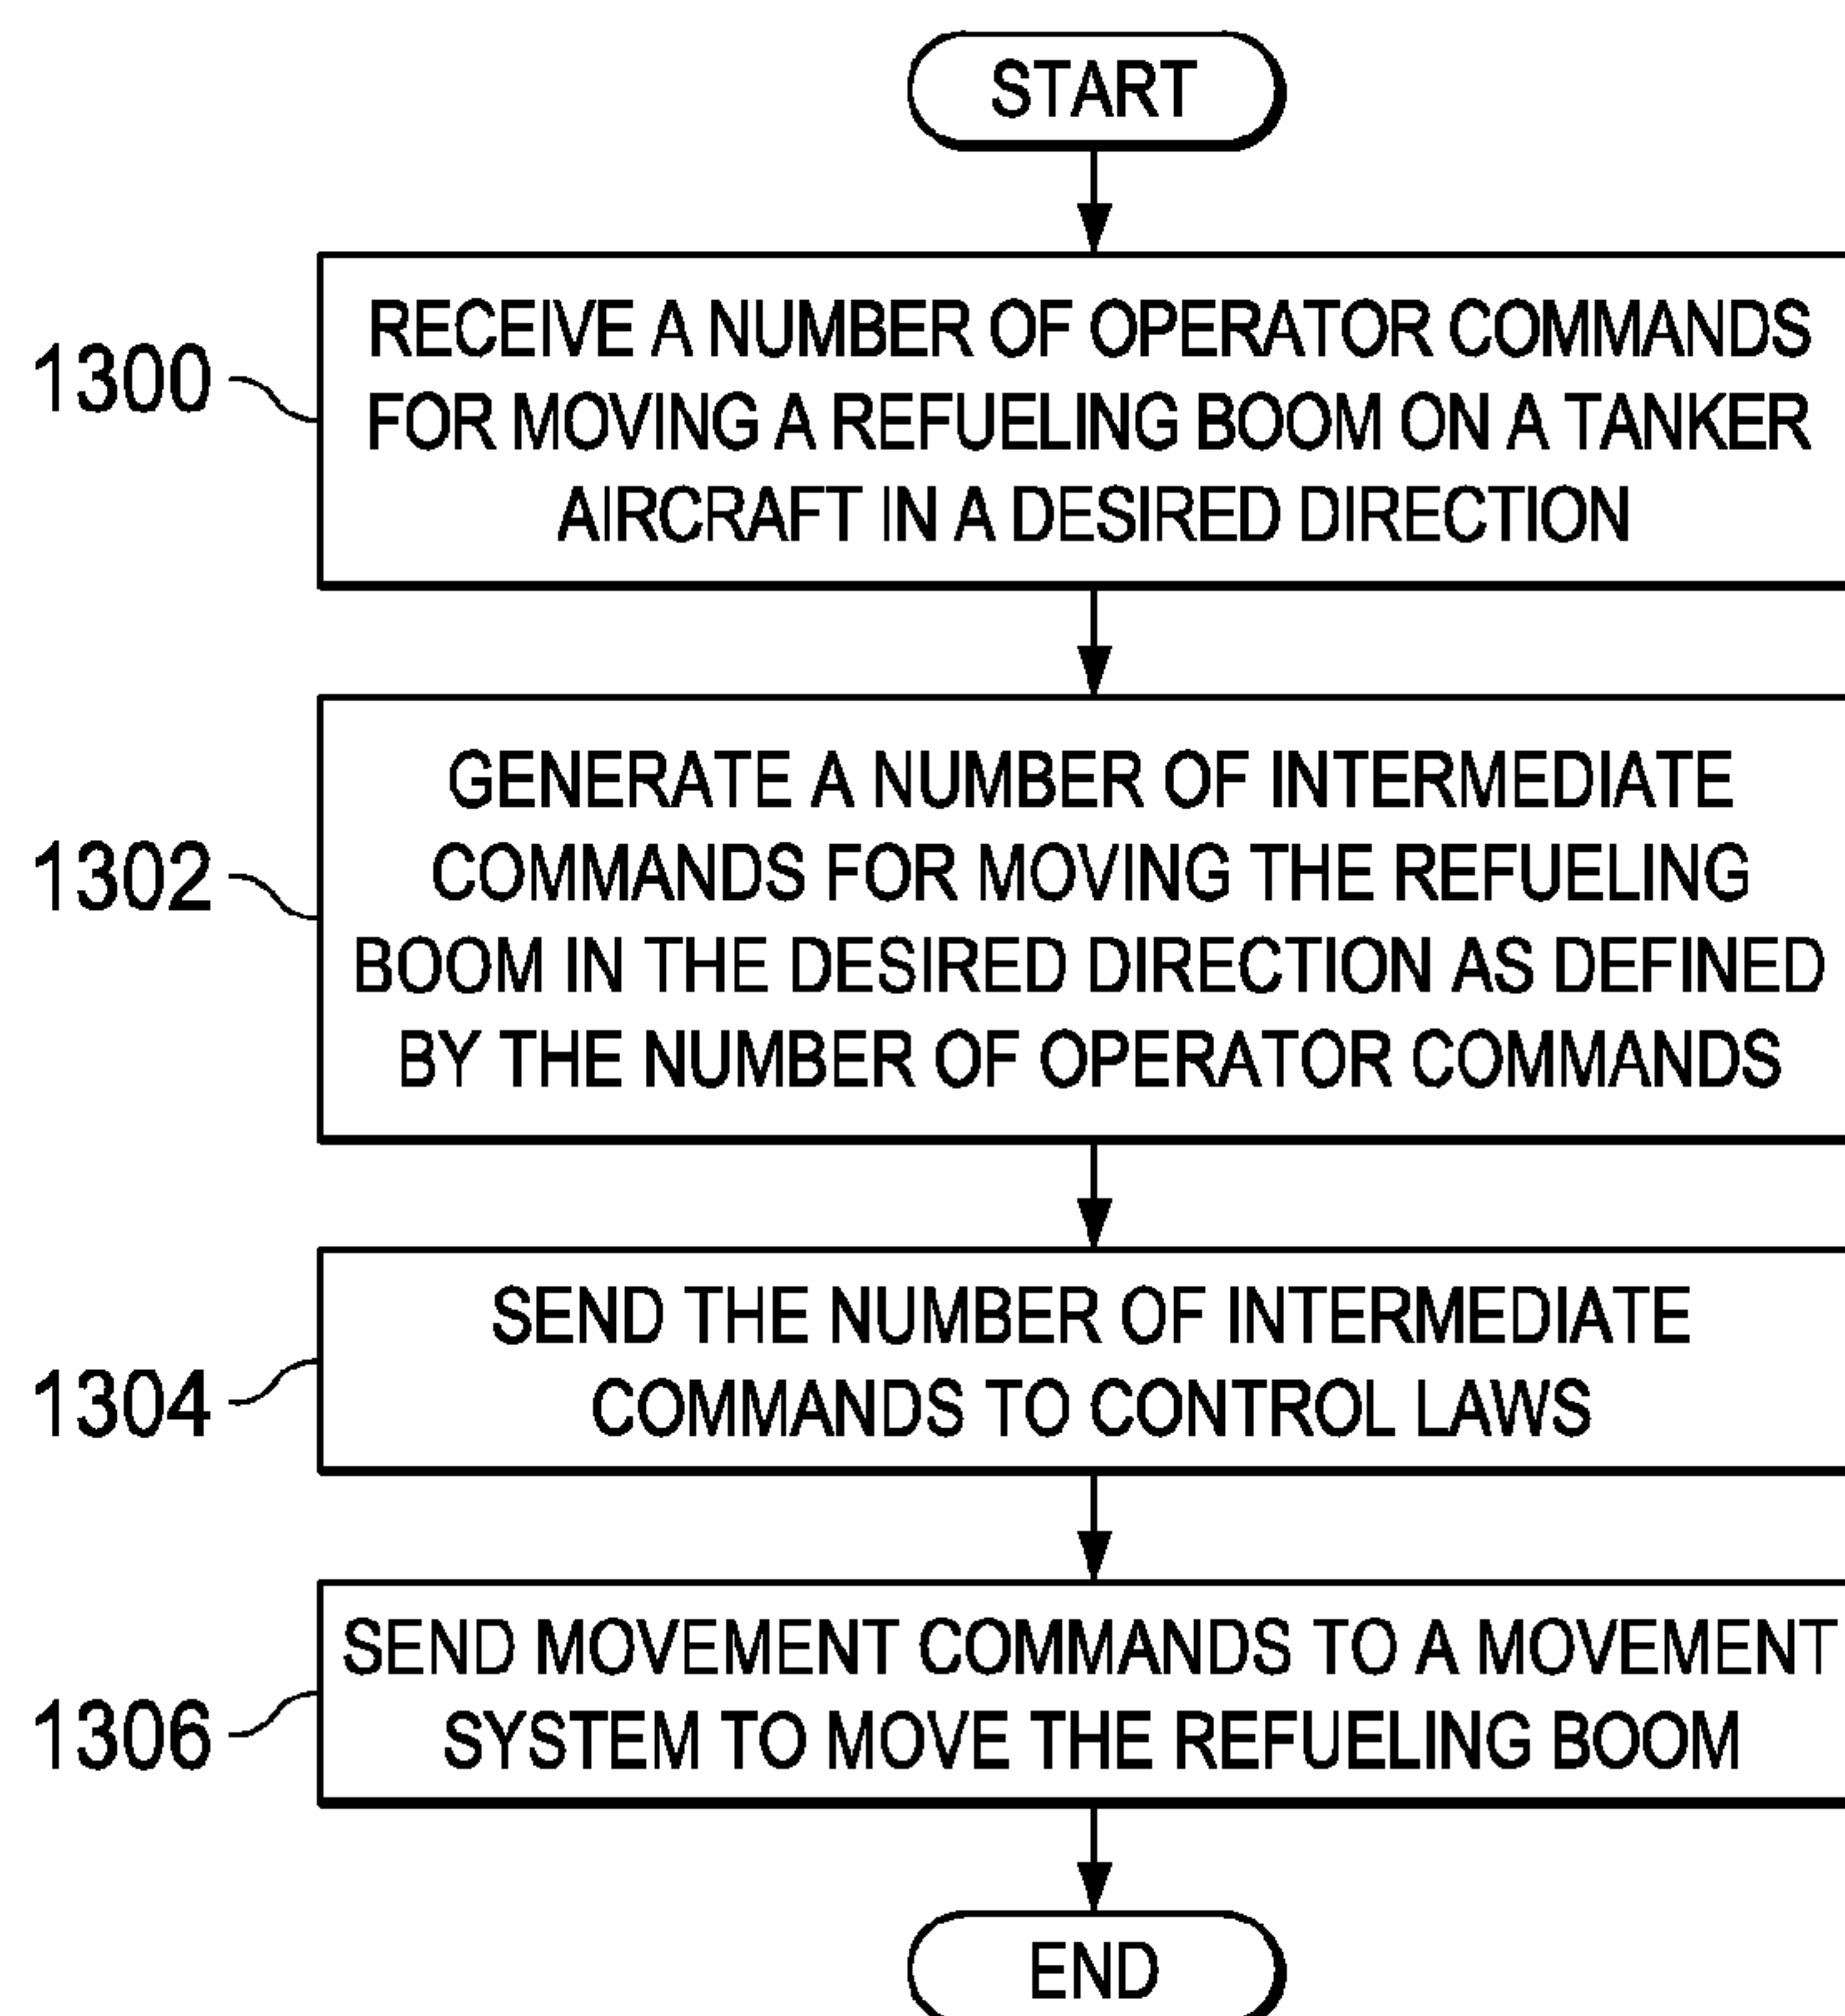 START
1300
RECEIVE A NUMBER OF OPERATOR COMMANDS
FOR MOVING A REFUELING BOOM ON A TANKER
AIRCRAFT IN A DESIRED DIRECTION
1302
GENERATE A NUMBER OF INTERMEDIATE
COMMANDS FOR MOVING THE REFUELING
BOOM IN THE DESIRED DIRECTION AS DEFINED
BY THE NUMBER OF OPERATOR COMMANDS
1304
SEND THE NUMBER OF INTERMEDIATE
COMMANDS TO CONTROL LAWS
1306
SEND MOVEMENT COMMANDS TO A MOVEMENT
SYSTEM TO MOVE THE REFUELING BOOM
END